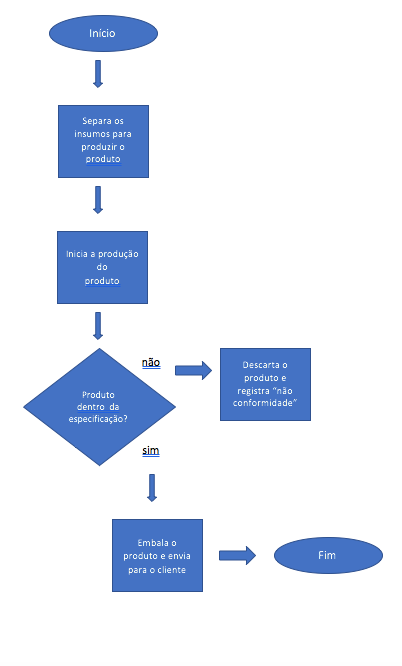 Início
Separa os
insumos para
produzir o
produto
Inicia a produção
do
produto
não
Descarta o
produto e
registra “não
conformidade”
Produto
dentro da
especificação?
sim
Embala o
produto e envia
para o cliente
Fim